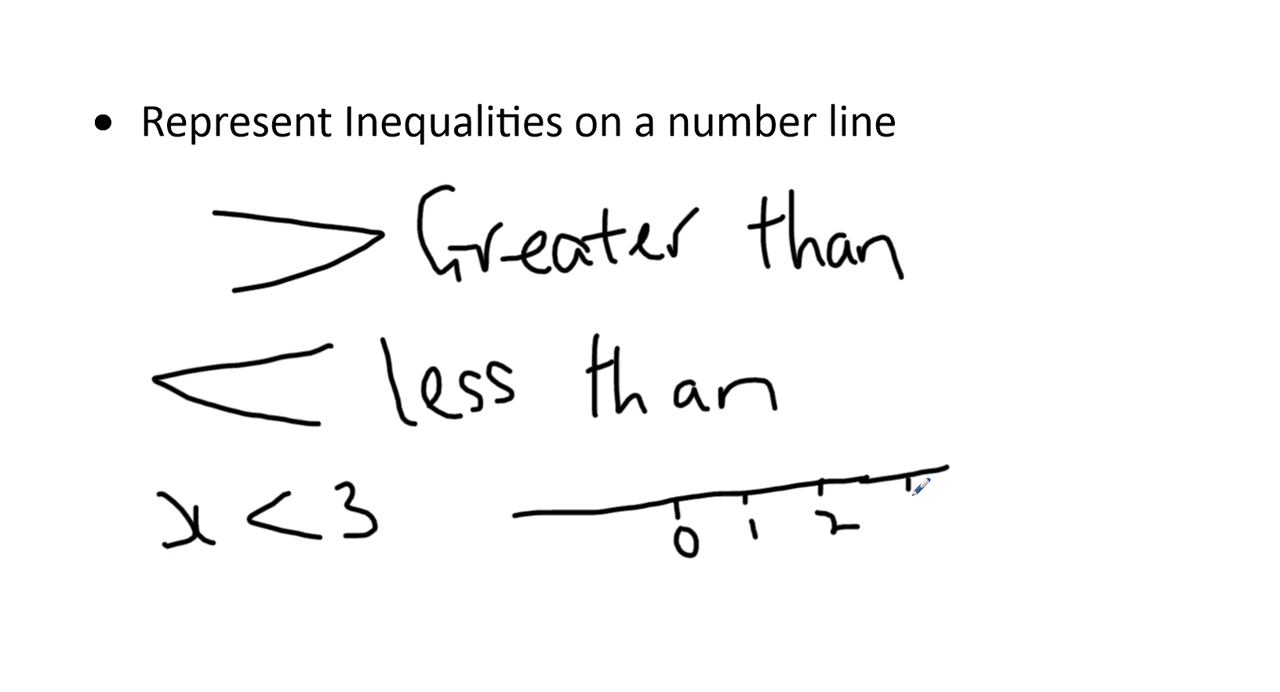 • Represent Inequalities on a number line
> Greater than
< less than
x < 3
0 1 2